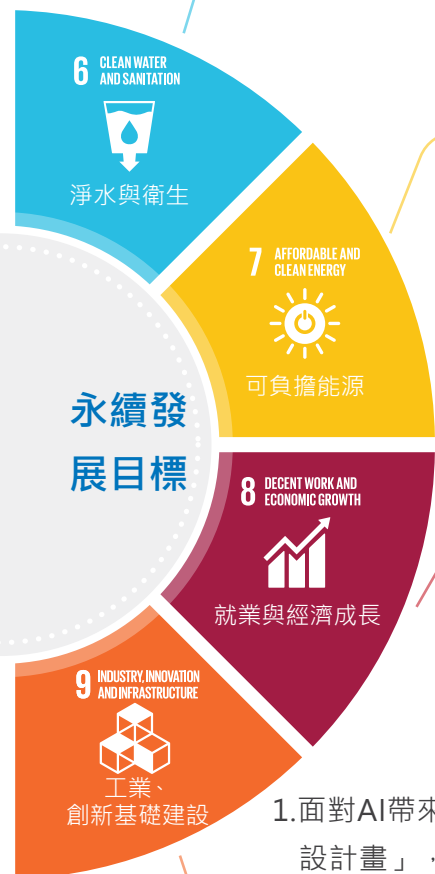 6 CLEAN WATER
AND SANITATION
淨水與衛生
7 AFFORDABLE AND
CLEAN ENERGY
可負擔能源
永續發
展目標
8 DECENT WORK AND
ECONOMIC GROWTH
就業與經濟成長
9 INDUSTRY, INNOVATION
AND INFRASTRUCTURE
工業、
創新基礎建設
1.面對AI帶來
設計畫」，